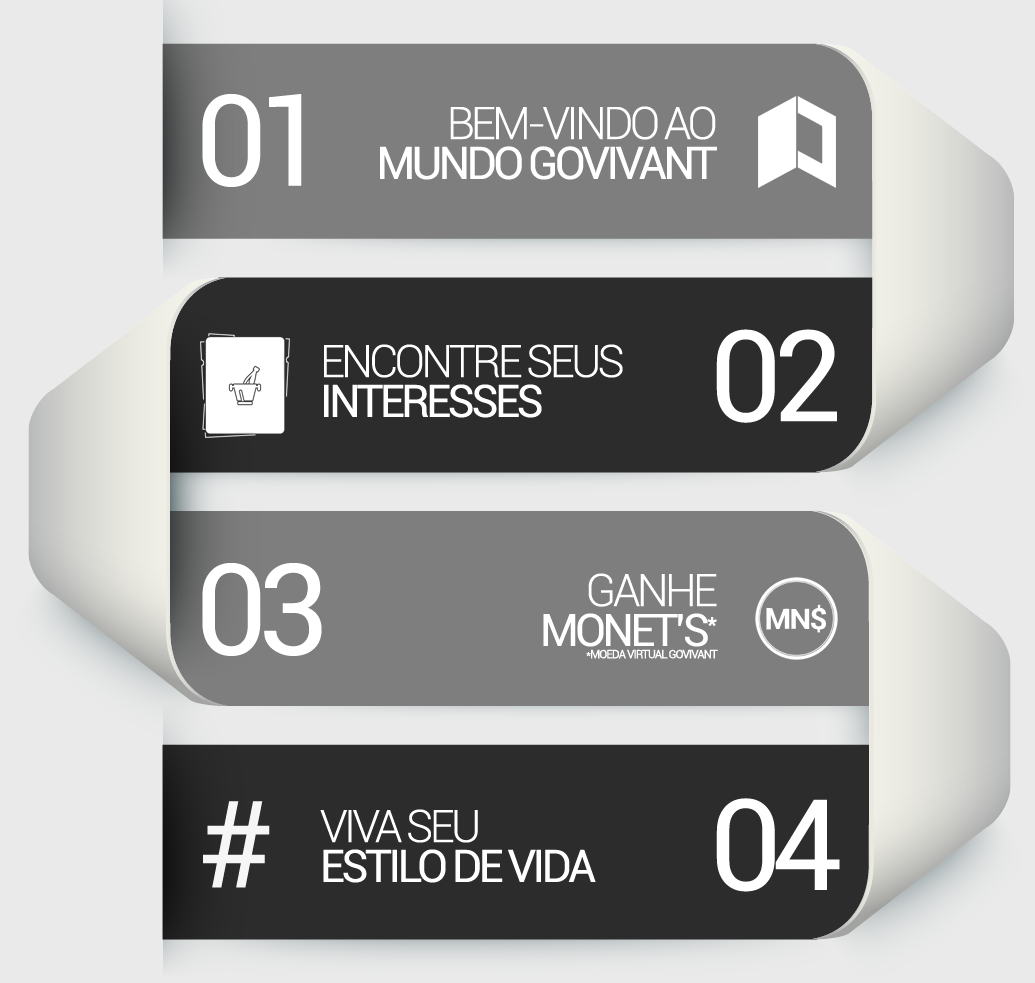 01
BEM-VINDO AO
MUNDO GOVIVANT
ENCONTRE SEUS
INTERESSES
02
03
GANHE
MONET'S*
*MOEDA VIRTUAL GOVIVANT
MN$
#
VIVA SEU
ESTILO DE VIDA
04